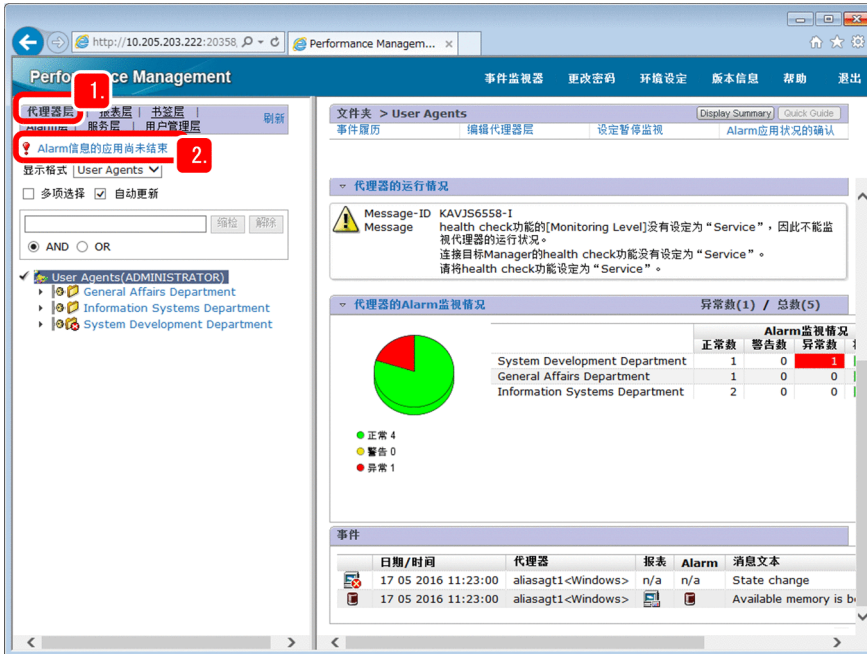 http://10.205.203.222:20358,
Performance Managem...
Performance Management
1.
事件监视器 更改密码 环境设定 版本信息 帮助 退出
代理器层 | 报表层 | 书签层 |
Alarm层 | 服务层 | 用户管理层
刷新
Alarm信息的应用尚未结束
2.
显示格式 User Agents
多项选择 自动更新
缩检 解除
AND OR
User Agents(ADMINISTRATOR)
General Affairs Department
Information Systems Department
System Development Department
文件夹 > User Agents
Display Summary Quick Guide
事件履历 编辑代理层 设定暂停监视 Alarm应用状况的确认
代理器的运行情况
Message-ID KAVJS6558-I
Message health check功能的[Monitoring Level]没有设定为“Service”，因此不能监
视代理器的运行状况。
连接目标Manager的health check功能没有设定为“Service”。
请将health check功能设定为“Service”。
代理器的Alarm监视情况 异常数(1) / 总数(5)
Alarm监视情况
正常数 警告数 异常数
System Development Department 1 0 1
General Affairs Department 1 0 0
Information Systems Department 2 0 0
正常 4
警告 0
异常 1
事件
日期/时间 代理器 报表 Alarm 消息文本
17 05 2016 11:23:00 aliasagt1<Windows> n/a n/a State change
17 05 2016 11:23:00 aliasagt1<Windows> Available memory is b